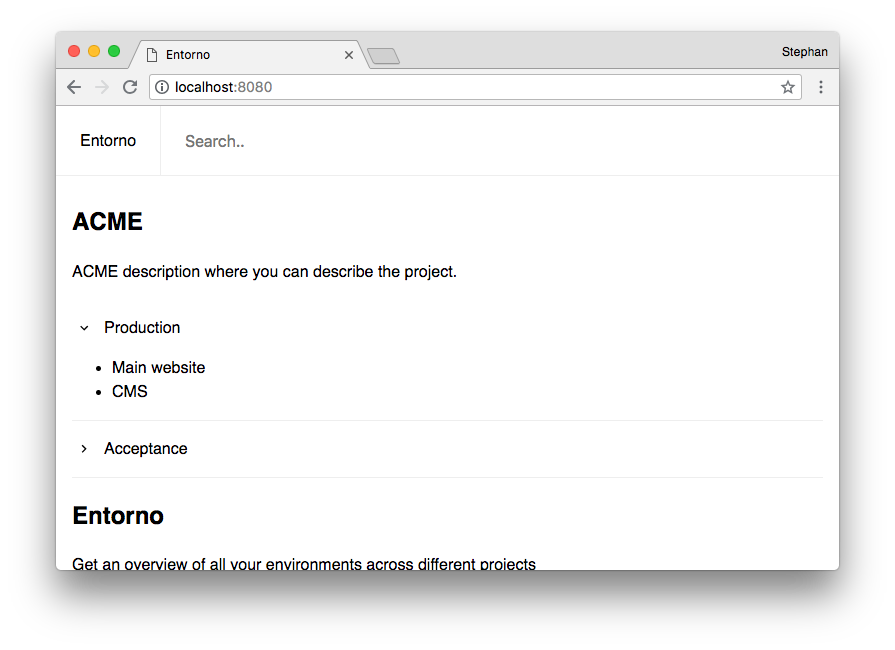 Entorno
Stephan
localhost:8080
Entorno
Search..
ACME
ACME description where you can describe the project.
Production
Main website
CMS
Acceptance
Entorno
Get an overview of all your environments across different projects